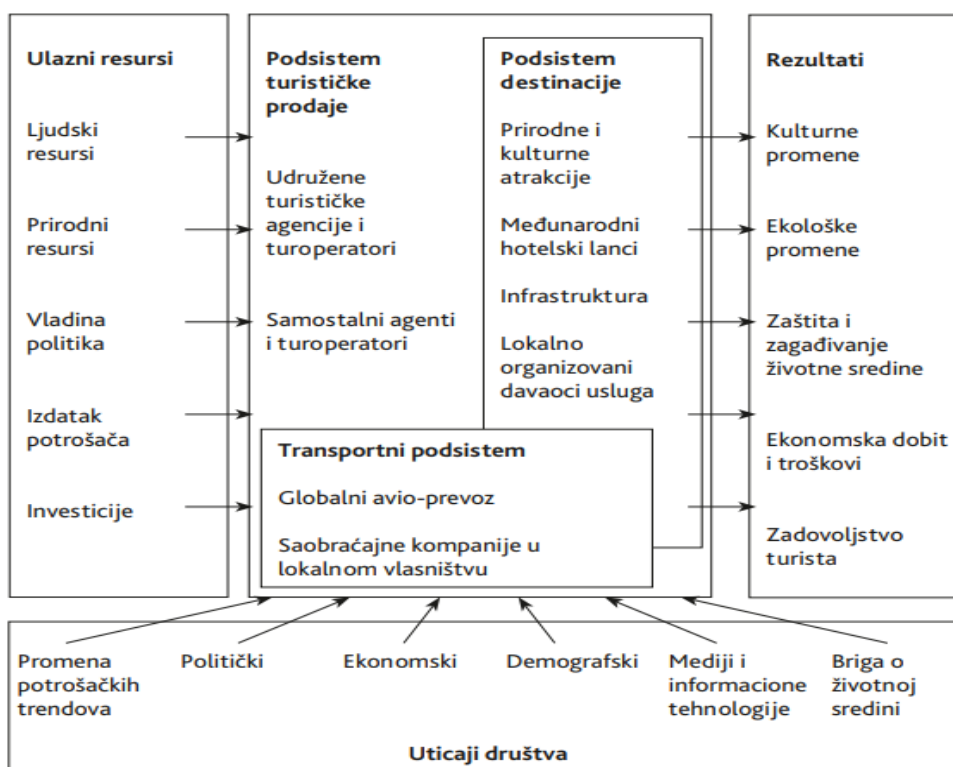 Ulazni resursi
Ljudski
resursi
Prirodni
resursi
Vladina
politika
Izdatak
potrošača
Investicije
Podsistem
turističke
prodaje
Udružene
turističke
agencije i
turoperatori
Samostalni agenti
i turoperatori
Podsistem
destinacije
Prirodne i
kulturne
atrakcije
Međunarodni
hotelski lanci
Infrastruktura
Lokalno
organizovani
davaoci usluga
Transportni podsistem
Globalni avio-prevoz
Saobraćajne kompanije u
lokalnom vlasništvu
Rezultati
Kulturne
promene
Ekološke
promene
Zaštita i
zagađivanje
životne sredine
Ekonomska dobit
i troškovi
Zadovoljstvo
turista
Promena
potrošačkih
trendova
Politički
Ekonomski
Demografski
Mediji i
informacione
tehnologije
Briga o
životnoj
sredini
Uticaji društva